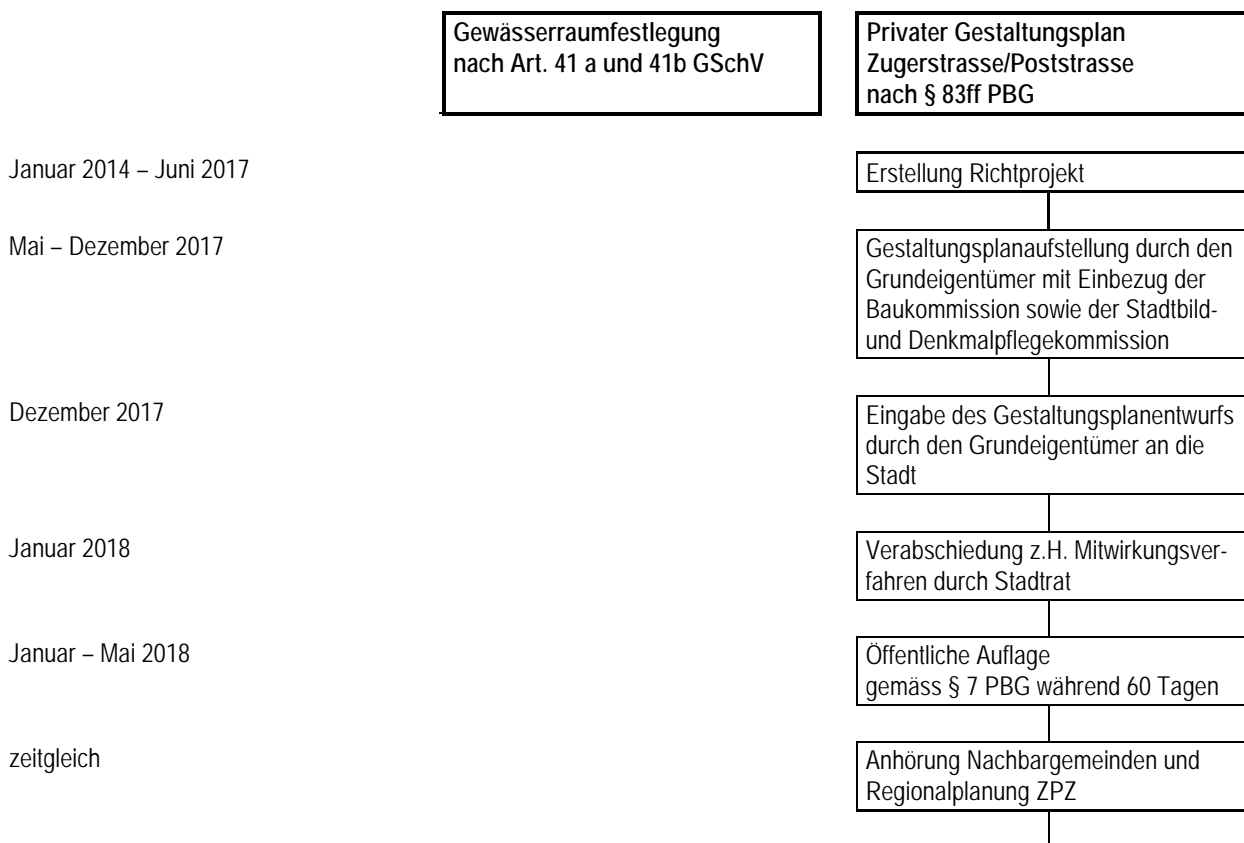 Gewässerraumfestlegung
nach Art. 41 a und 41b GSchV
Privater Gestaltungsplan
Zugerstrasse/Poststrasse
nach § 83ff PBG
Januar 2014 – Juni 2017
Erstellung Richtprojekt
Mai – Dezember 2017
Gestaltungsplanaufstellung durch den
Grundeigentümer mit Einbezug der
Baukommission sowie der Stadtbild-
und Denkmalpflegekommission
Dezember 2017
Eingabe des Gestaltungsplanentwurfs
durch den Grundeigentümer an die
Stadt
Januar 2018
Verabschiedung z.H. Mitwirkungsver-
fahren durch Stadtrat
Januar – Mai 2018
Öffentliche Auflage
gemäss § 7 PBG während 60 Tagen
zeitgleich
Anhörung Nachbargemeinden und
Regionalplanung ZPZ